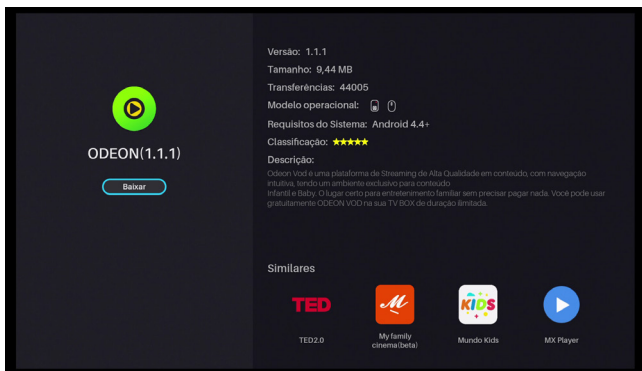 ODEON(1.1.1)
Baixar
Versão: 1.1.1
Tamanho: 9,44 MB
Transferências: 44005
Modelo operacional:
Requisitos do Sistema: Android 4.4+
Classificação:
Descrição:
Odeon Vod é uma plataforma de Streaming de Alta Qualidade em conteúdo, com navegação
intuitiva, tendo um ambiente exclusivo para conteúdo
Infantil e Baby. O lugar certo para entretenimento familiar sem precisar pagar nada. Você pode usar
gratuitamente ODEON VOD na sua TV BOX de duração ilimitada.
Similares
TED
KIDS
TED2.0
My family
cinema(beta)
Mundo Kids
MX Player